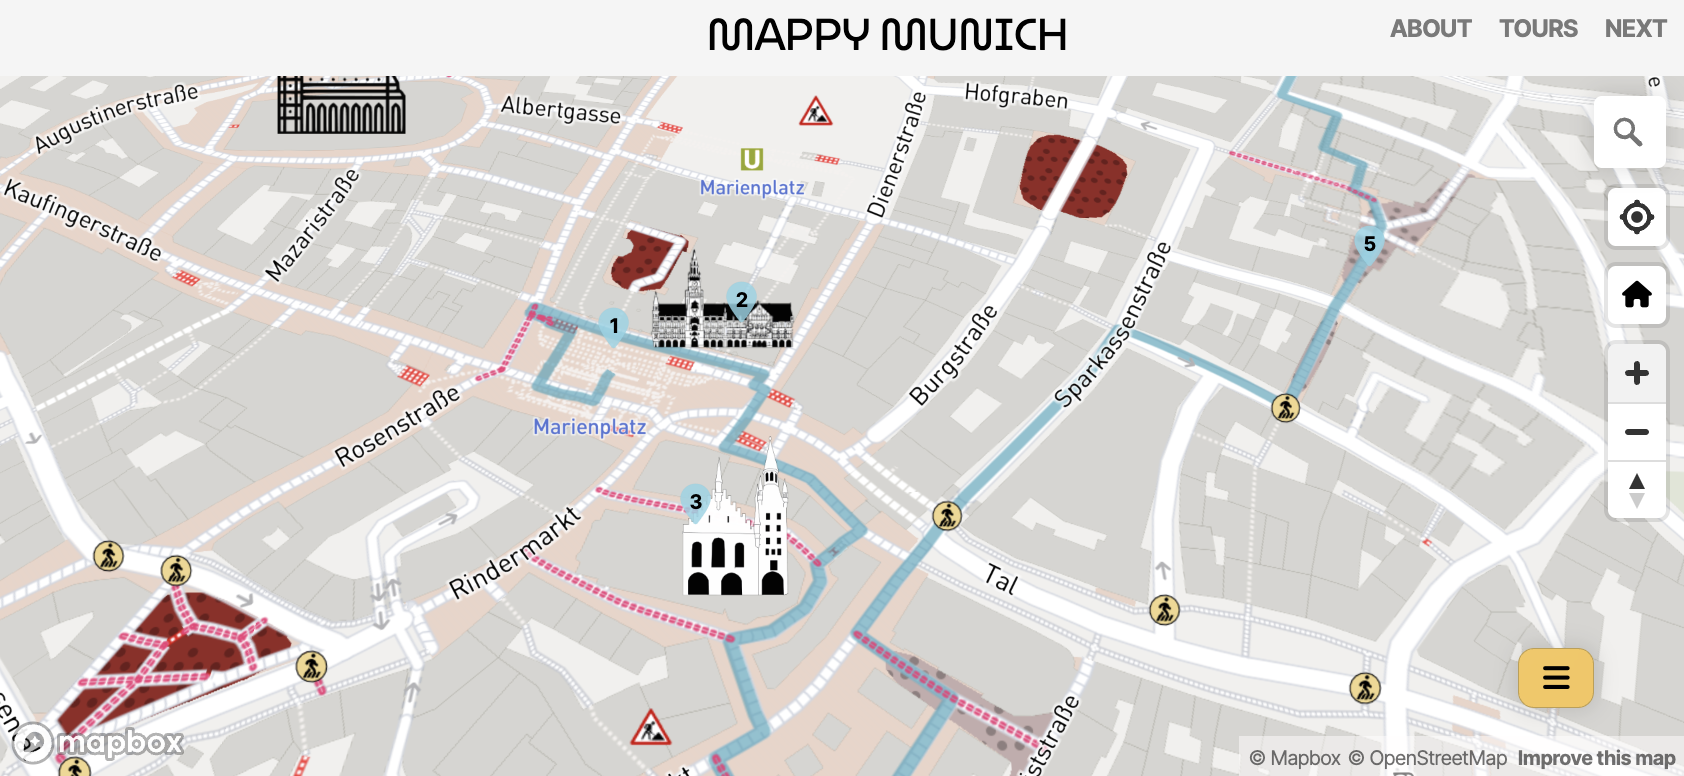 MAPPY MUNICH
ABOUT TOURS NEXT
Augustinerstraße
Albertgasse
Hofgraben
U
Marienplatz
Dienerstraße
Kaufingerstraße
Mazaristraße
5
2
1
Sparkassenstraße
Burgstraße
Rosenstraße
Marienplatz
3
Rindermarkt
Tal
mapbox
© Mapbox © OpenStreetMap Improve this map